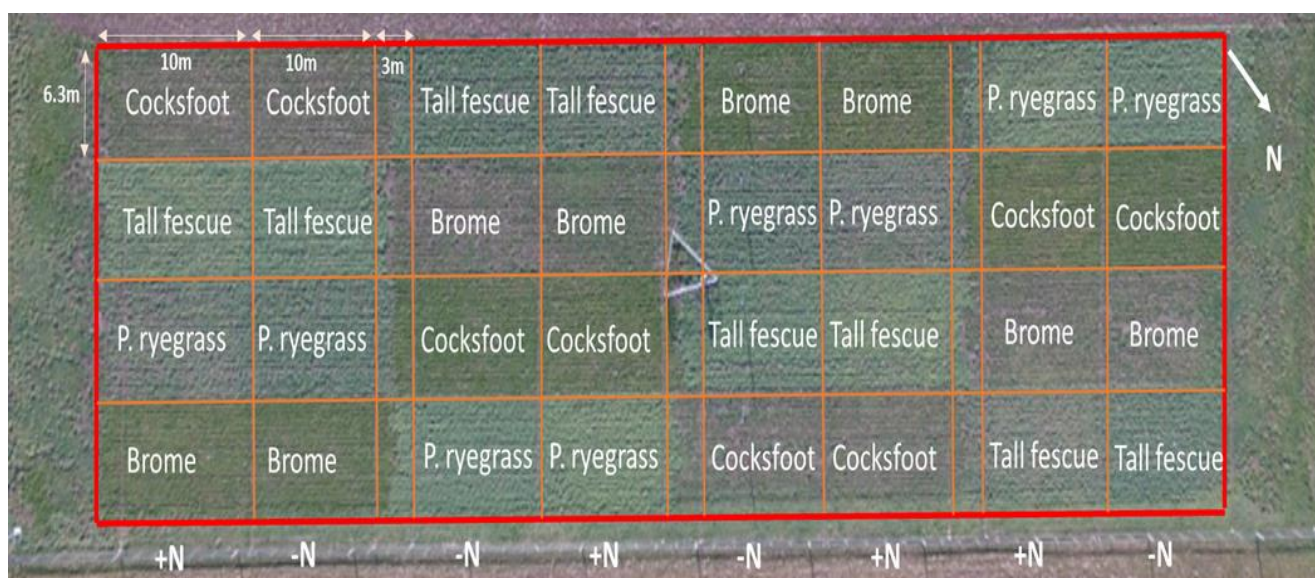 10m 10m 3m
6.3m
Cocksfoot Cocksfoot Tall fescue Tall fescue Brome Brome P. ryegrass P. ryegrass
N
Tall fescue Tall fescue Brome Brome P. ryegrass P. ryegrass Cocksfoot Cocksfoot
P. ryegrass P. ryegrass Cocksfoot Cocksfoot Tall fescue Tall fescue Brome Brome
Brome Brome P. ryegrass P. ryegrass Cocksfoot Cocksfoot Tall fescue Tall fescue
+N -N -N +N -N +N +N -N